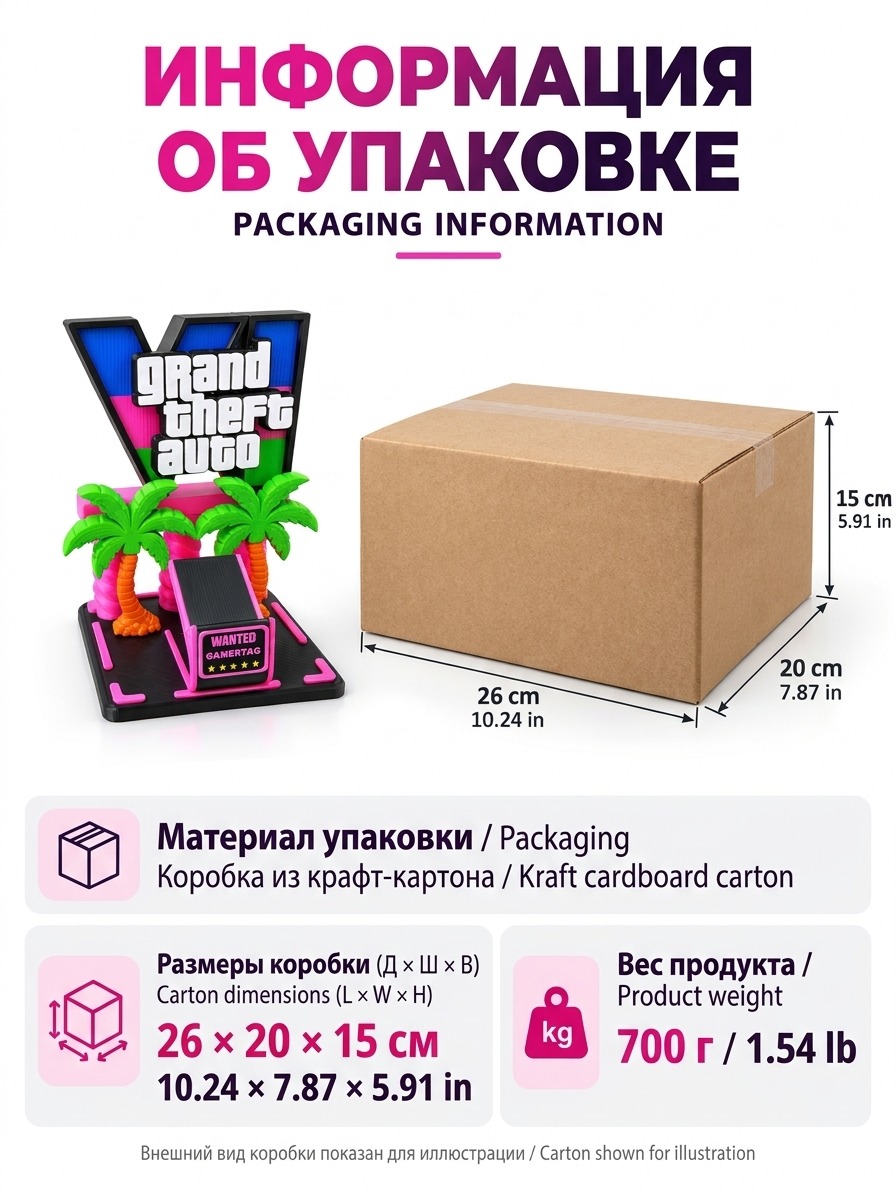 ИНФОРМАЦИЯ
ОБ УПАКОВКЕ
PACKAGING INFORMATION
VI
grand
theft
auto
WANTED
GAMERTAG
★★★★★
15 cm
5.91 in
20 cm
7.87 in
26 cm
10.24 in
Материал упаковки / Packaging
Коробка из крафт-картона / Kraft cardboard carton
Размеры коробки (Д × Ш × В)
Carton dimensions (L × W × H)
26 × 20 × 15 см
10.24 × 7.87 × 5.91 in
kg
Вес продукта /
Product weight
700 г / 1.54 lb
Внешний вид коробки показан для иллюстрации / Carton shown for illustration